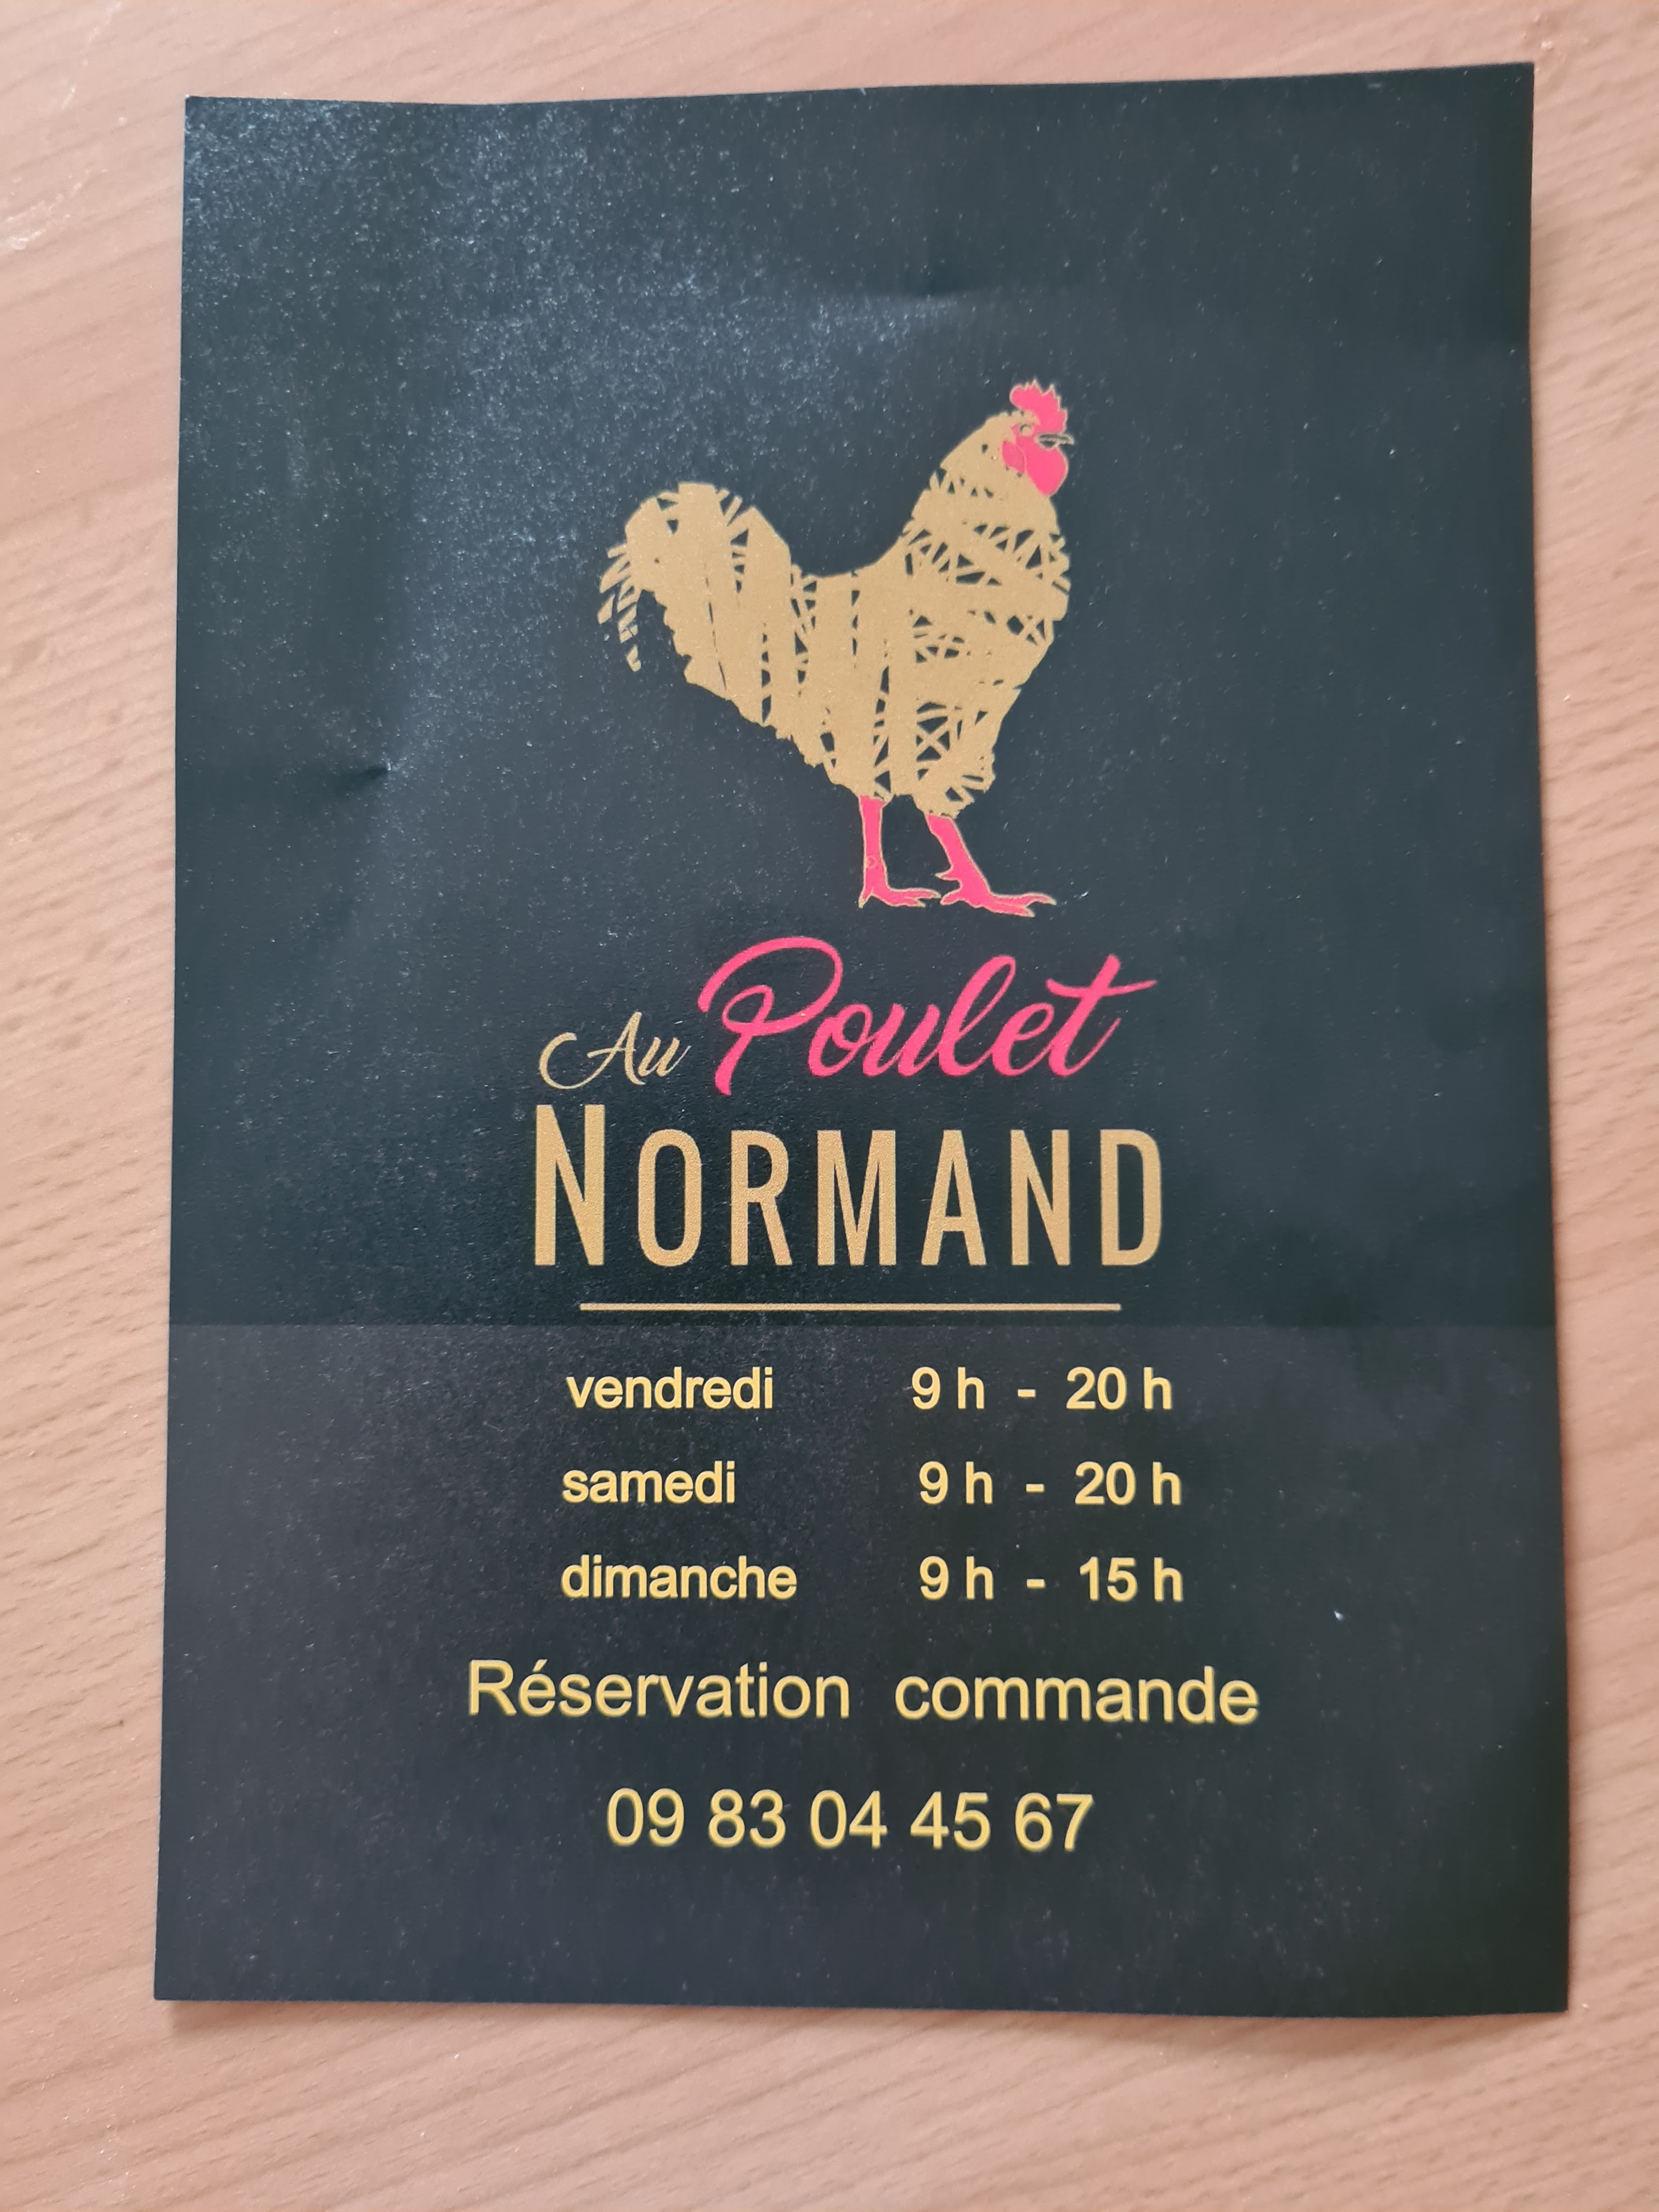 Au Poulet
NORMAND
vendredi 9 h - 20 h
samedi 9 h - 20 h
dimanche 9 h - 15 h
Réservation commande
09 83 04 45 67